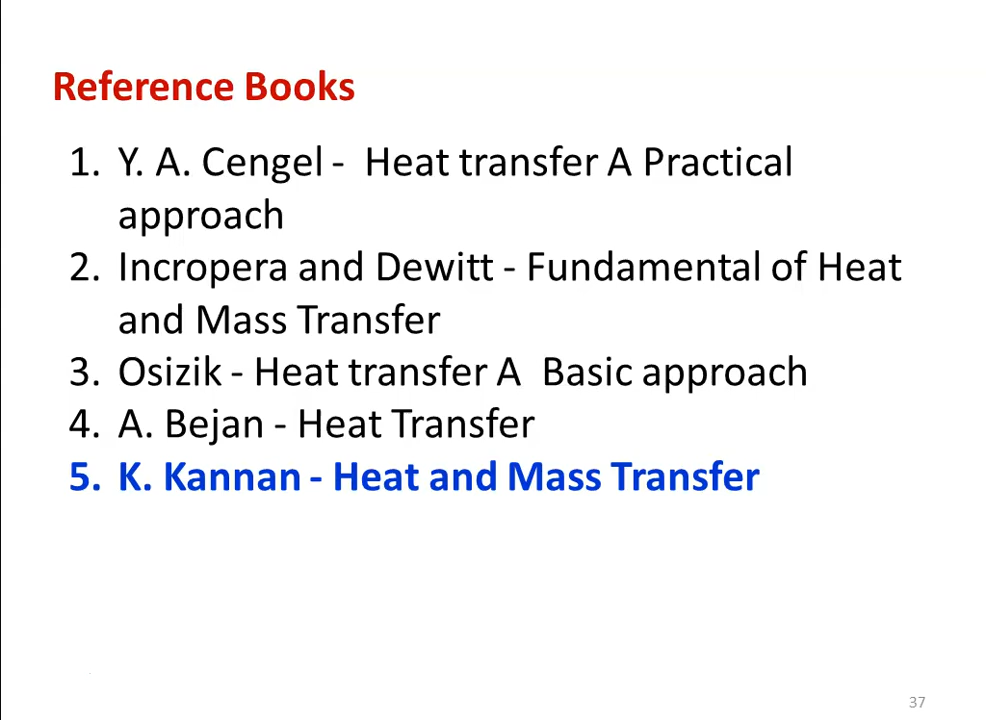 Reference Books
1. Y. A. Cengel - Heat transfer A Practical
approach
2. Incropera and Dewitt - Fundamental of Heat
and Mass Transfer
3. Osizik - Heat transfer A Basic approach
4. A. Bejan - Heat Transfer
5. K. Kannan - Heat and Mass Transfer
37